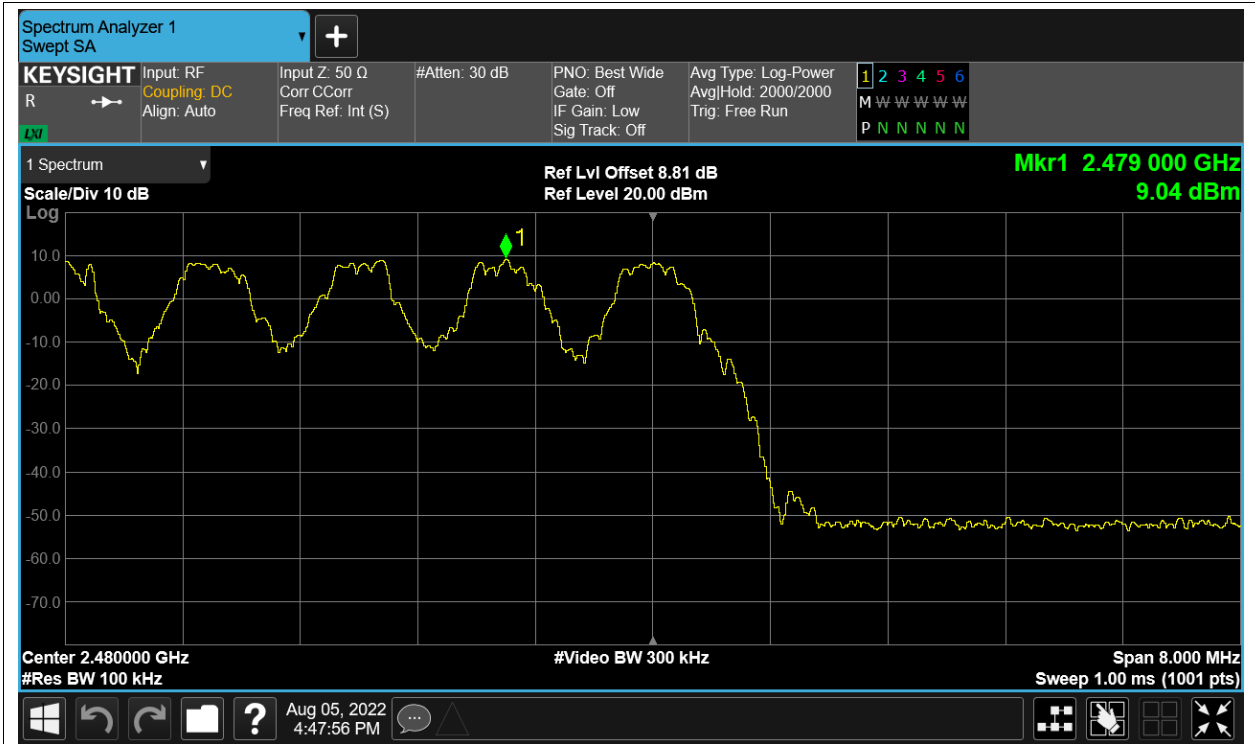 Spectrum Analyzer 1
Swept SA
KEYSIGHT
R
LXI
Input: RF
Coupling: DC
Align: Auto
Input Z: 50 Ω
Corr CCorr
Freq Ref: Int (S)
#Atten: 30 dB
PNO: Best Wide
Gate: Off
IF Gain: Low
Sig Track: Off
Avg Type: Log-Power
Avg|Hold: 2000/2000
Trig: Free Run
1 2 3 4 5 6
M W W W W W
P N N N N N
1 Spectrum
Scale/Div 10 dB
Log
Ref Lvl Offset 8.81 dB
Ref Level 20.00 dBm
Mkr1 2.479 000 GHz
9.04 dBm
1
10.0
0.00
-10.0
-20.0
-30.0
-40.0
-50.0
-60.0
-70.0
Center 2.480000 GHz
#Video BW 300 kHz
Span 8.000 MHz
#Res BW 100 kHz
Sweep 1.00 ms (1001 pts)
?
Aug 05, 2022
4:47:56 PM